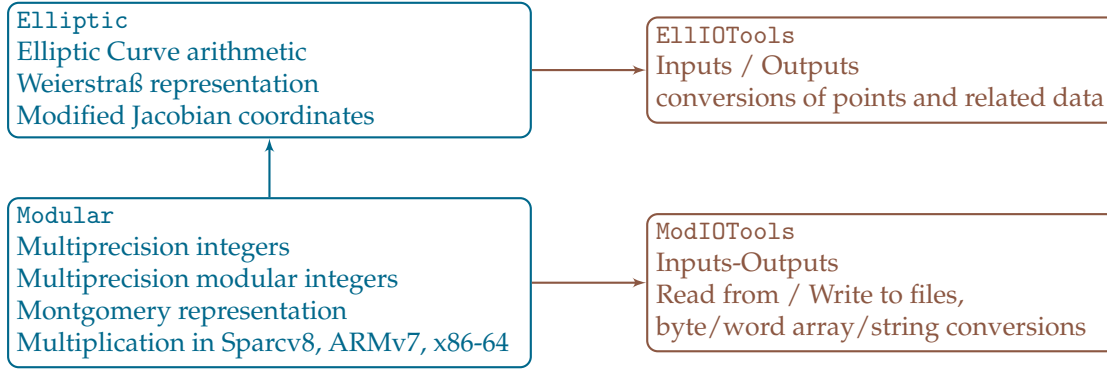 Elliptic
Elliptic Curve arithmetic
Weierstraß representation
Modified Jacobian coordinates
EllIOTools
Inputs / Outputs
conversions of points and related data
Modular
Multiprecision integers
Multiprecision modular integers
Montgomery representation
Multiplication in Sparcv8, ARMv7, x86-64
ModIOTools
Inputs-Outputs
Read from / Write to files,
byte/word array/string conversions